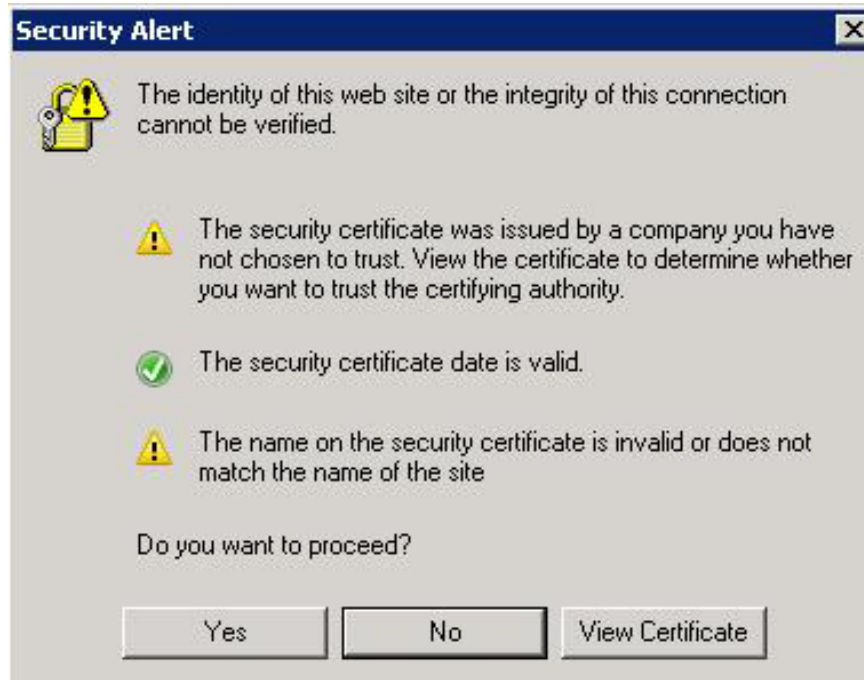 Security Alert
The identity of this web site or the integrity of this connection
cannot be verified.
The security certificate was issued by a company you have
not chosen to trust. View the certificate to determine whether
you want to trust the certifying authority.
The security certificate date is valid.
The name on the security certificate is invalid or does not
match the name of the site
Do you want to proceed?
Yes
No
View Certificate